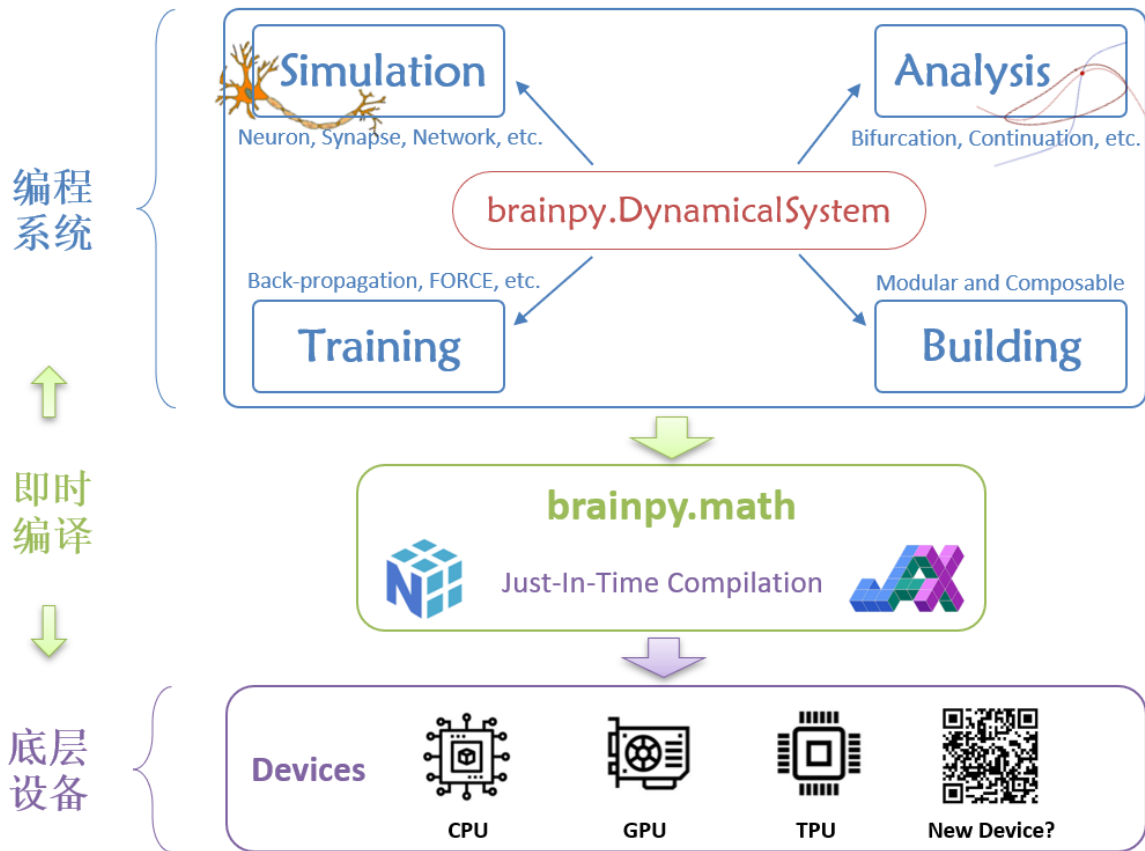 Simulation
Neuron, Synapse, Network, etc.
Analysis
Bifurcation, Continuation, etc.
编程
系统
brainpy.DynamicalSystem
Back-propagation, FORCE, etc.
Training
Modular and Composable
Building
即时
编译
brainpy.math
N
Just-In-Time Compilation
JAX
底层
设备
Devices
CPU
GPU
TPU
New Device?